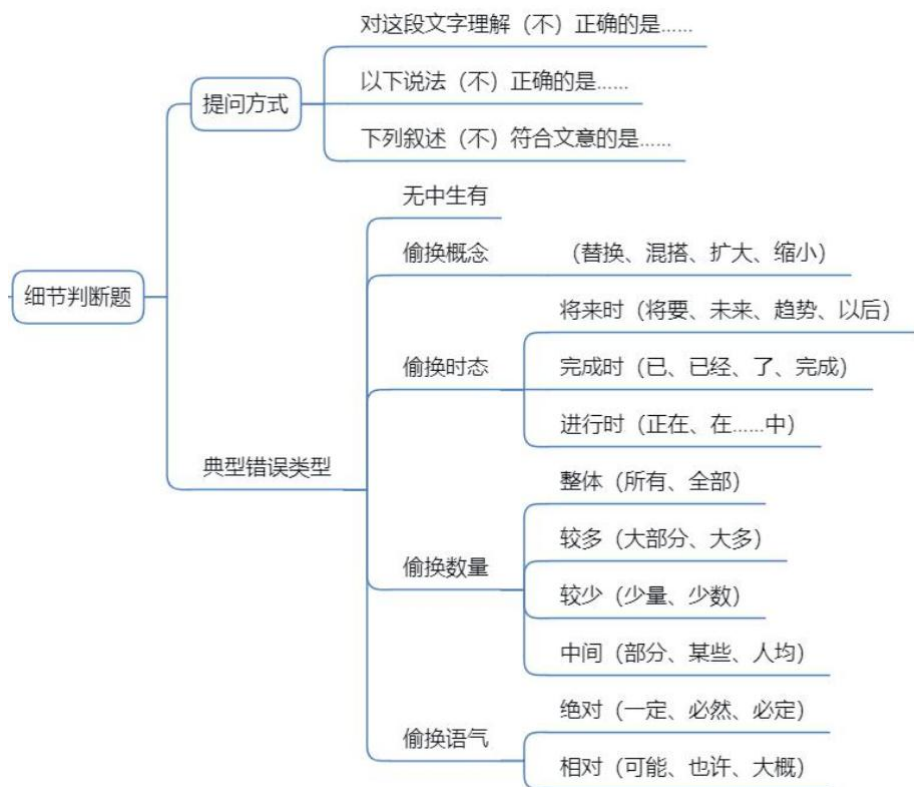 对这段文字理解（不）正确的是......
提问方式
以下说法（不）正确的是......
下列叙述（不）符合文意的是......
无中生有
偷换概念
（替换、混搭、扩大、缩小）
细节判断题
将来时（将要、未来、趋势、以后）
偷换时态
完成时（已、已经、了、完成）
进行时（正在、在......中）
典型错误类型
整体（所有、全部）
较多（大部分、大多）
偷换数量
较少（少量、少数）
中间（部分、某些、人均）
绝对（一定、必然、必定）
偷换语气
相对（可能、也许、大概）